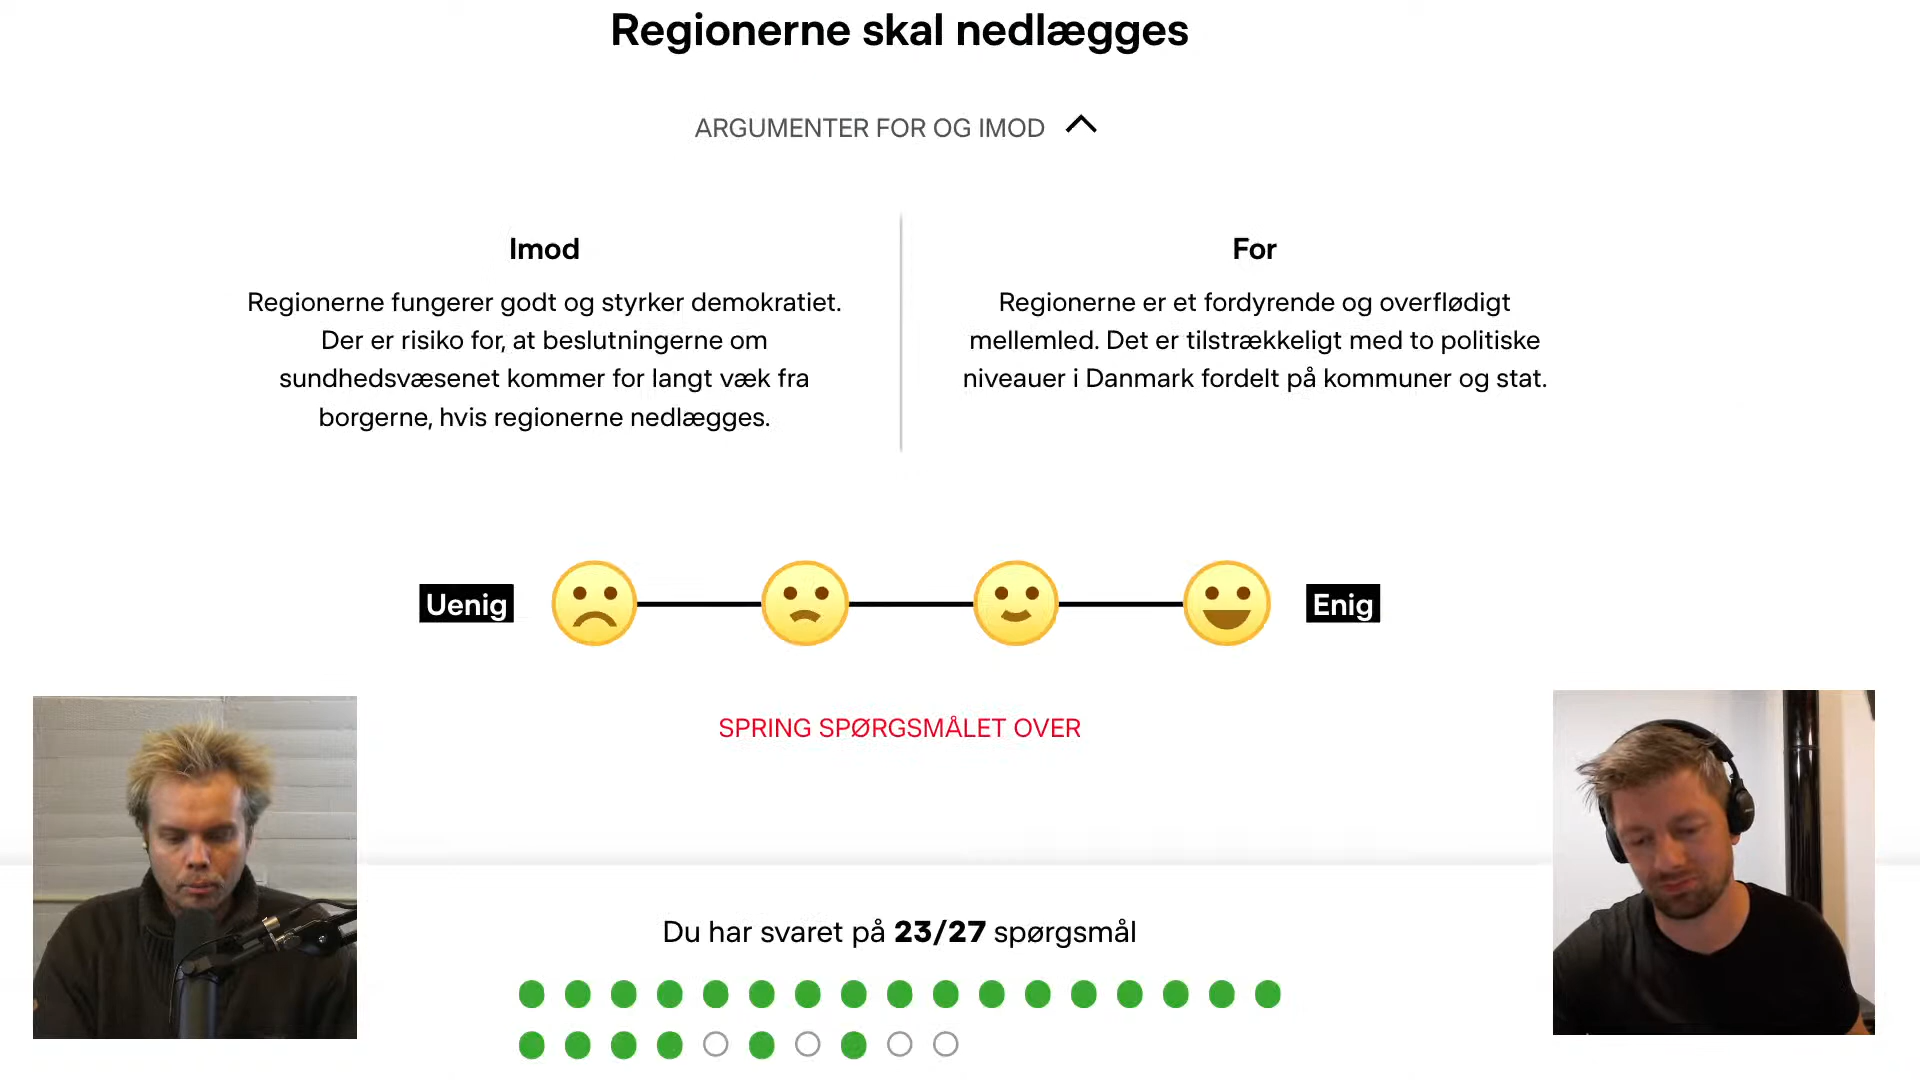 Regionerne skal nedlægges
ARGUMENTER FOR OG IMOD
Imod
Regionerne fungerer godt og styrker demokratiet.
Der er risiko for, at beslutningerne om
sundhedsvæsenet kommer for langt væk fra
borgerne, hvis regionerne nedlægges.
For
Regionerne er et fordyrende og overflødigt
mellemled. Det er tilstrækkeligt med to politiske
niveauer i Danmark fordelt på kommuner og stat.
Uenig
Enig
SPRING SPØRGSMÅLET OVER
Du har svaret på 23/27 spørgsmål